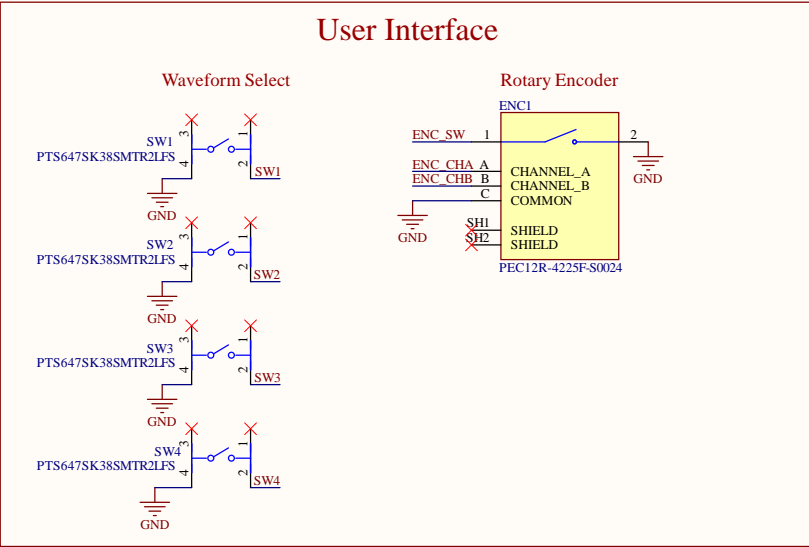 User Interface
Waveform Select
SW1
PTS647SK38SMTR2LFS
3
4
1
2
SW1
GND
SW2
PTS647SK38SMTR2LFS
3
4
1
2
SW2
GND
SW3
PTS647SK38SMTR2LFS
3
4
1
2
SW3
GND
SW4
PTS647SK38SMTR2LFS
3
4
1
2
SW4
GND
Rotary Encoder
ENC1
ENC_SW 1
2
GND
ENC_CHA A CHANNEL_A
ENC_CHB B CHANNEL_B
C COMMON
GND
SH1 SHIELD
SH2 SHIELD
PEC12R-4225F-S0024